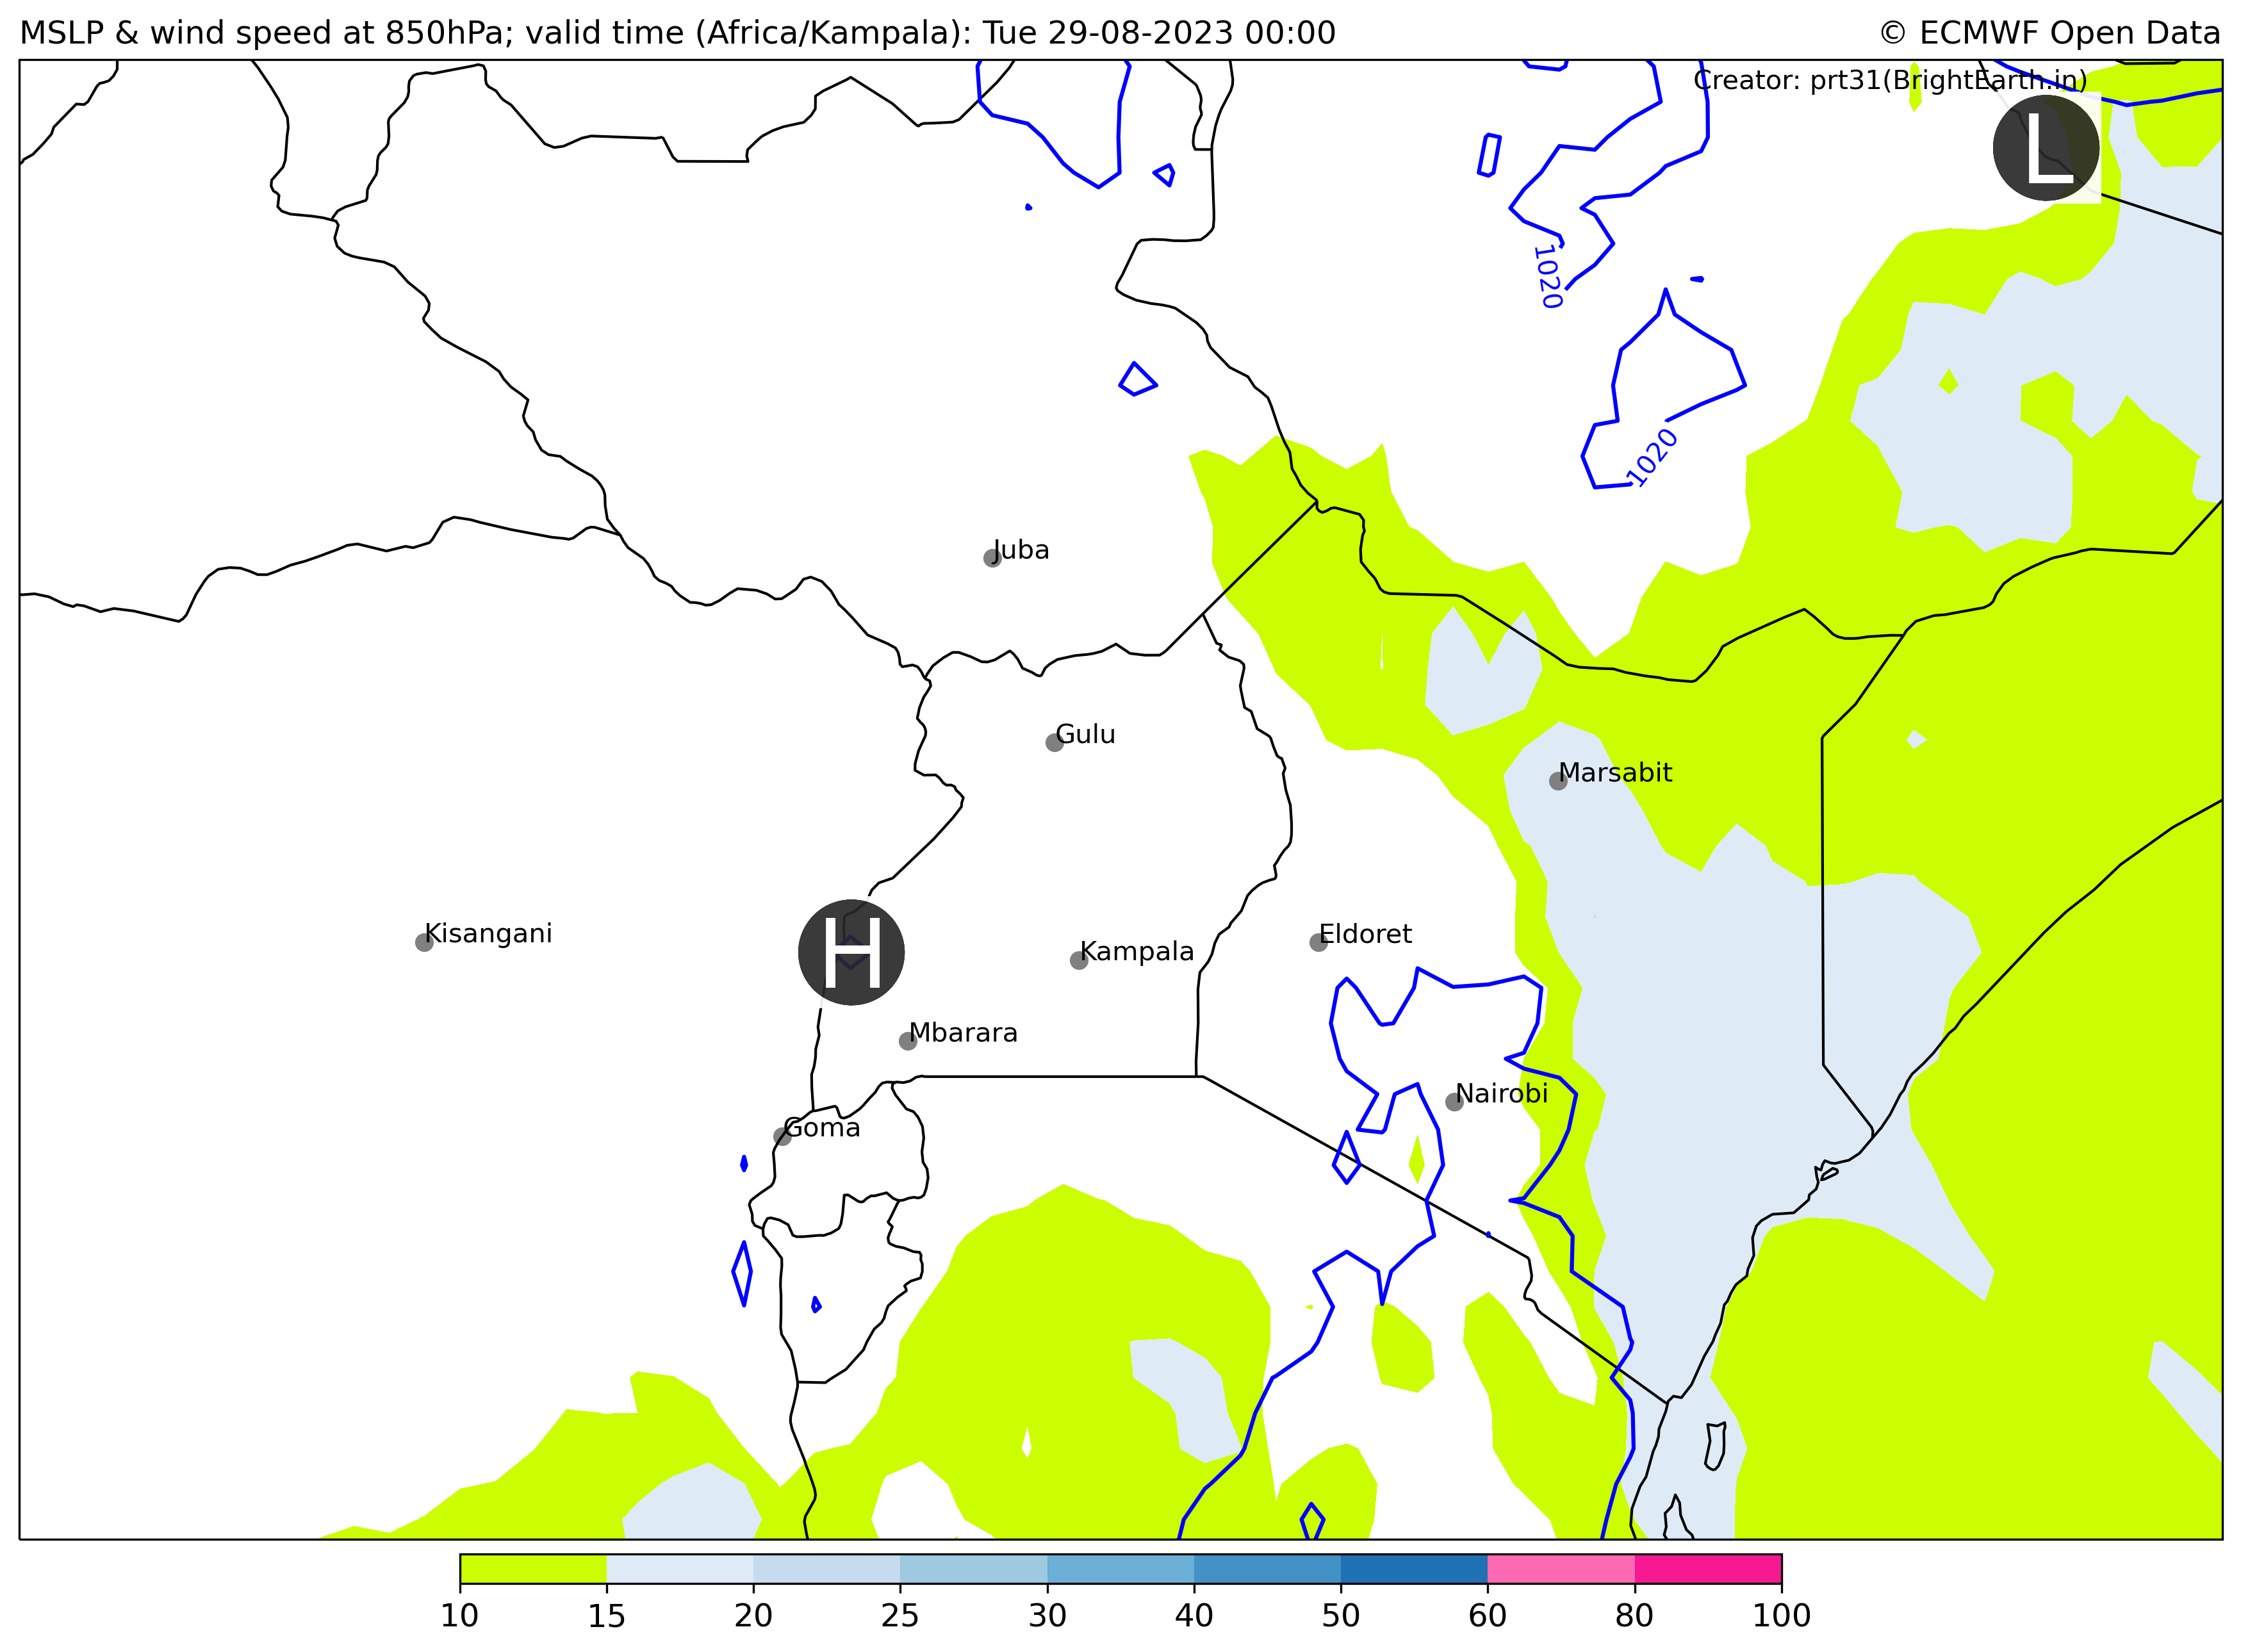 MSLP & wind speed at 850hPa; valid time (Africa/Kampala): Tue 29-08-2023 00:00
© ECMWF Open Data
Creator: prt31(BrightEarth.in)
L
1020
1020
Juba
Gulu
Marsabit
Kisangani
H
Kampala
Eldoret
Mbarara
Nairobi
Goma
10 15 20 25 30 40 50 60 80 100